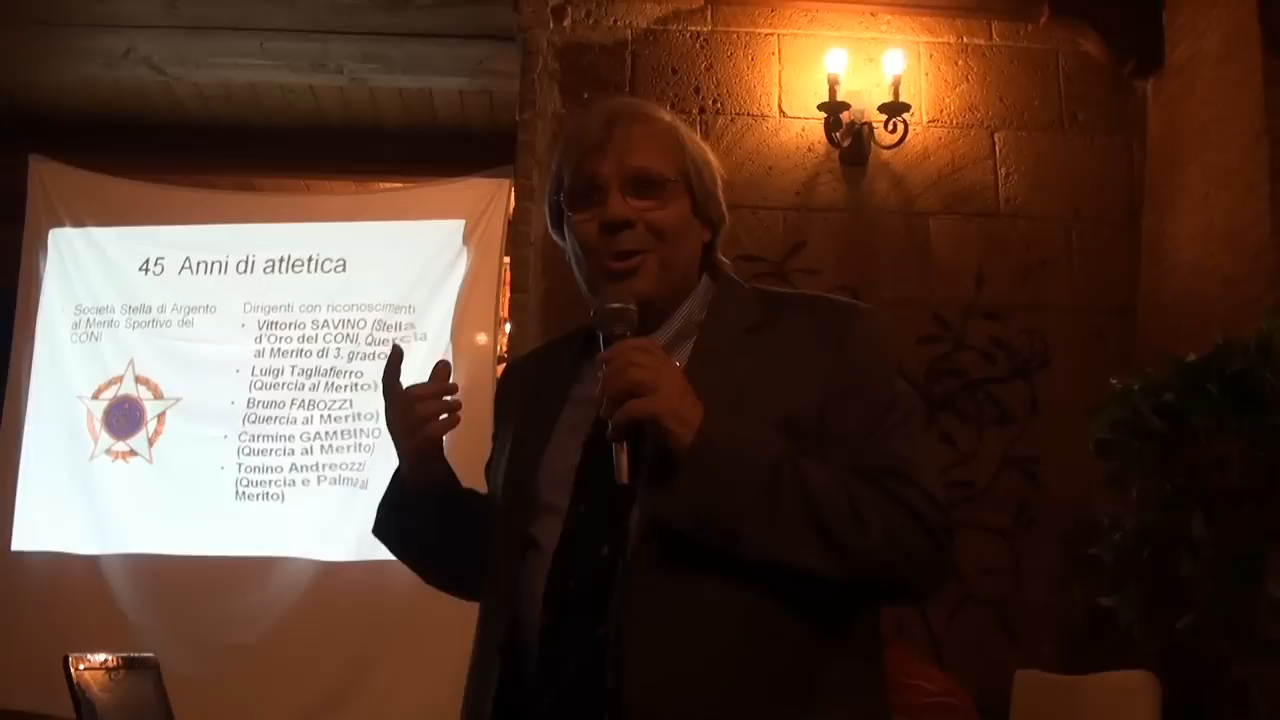 45 Anni di atletica
Società Stella di Argento
al Merito Sportivo del
CONI
Dirigenti con riconoscimenti
• Vittorio SAVINO (Stella
d'Oro del CONI, Quercia
al Merito di 3. grado
• Luigi Tagliafierro
(Quercia al Merito)
• Bruno FABOZZI
(Quercia al Merito)
• Carmine GAMBINO
(Quercia al Merito)
• Tonino Andreozzi
(Quercia e Palma al
Merito)